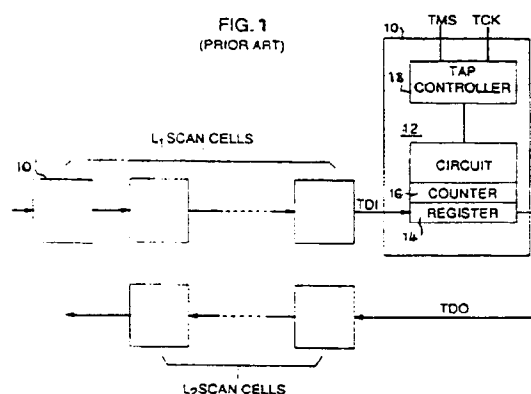 FIG. 1
(PRIOR ART)
TMS TCK
10
TAP
CONTROLLER
18
L1 SCAN CELLS
10
12
CIRCUIT
16
COUNTER
TDI
REGISTER
14
TDO
L2 SCAN CELLS